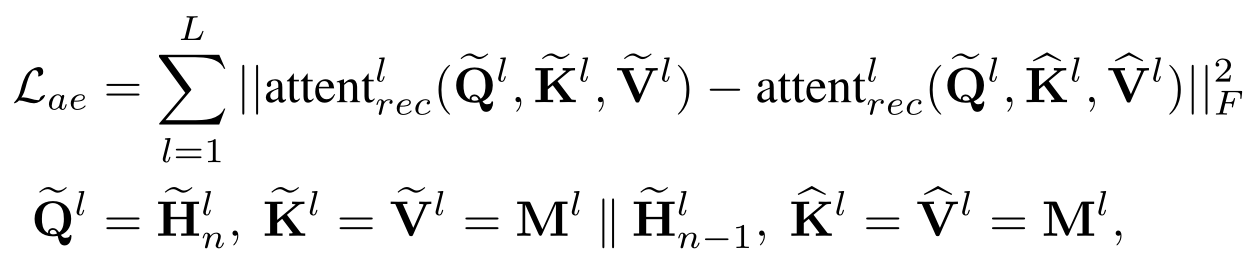 $\mathcal{L}_{ae} = \sum_{l=1}^{L} ||\text{attent}^{l}_{rec}(\widetilde{\mathbf{Q}}^{l}, \widetilde{\mathbf{K}}^{l}, \widetilde{\mathbf{V}}^{l}) - \text{attent}^{l}_{rec}(\widetilde{\mathbf{Q}}^{l}, \widehat{\mathbf{K}}^{l}, \widehat{\mathbf{V}}^{l})||^{2}_{F}$
$\widetilde{\mathbf{Q}}^{l} = \widetilde{\mathbf{H}}^{l}_{n}, \; \widetilde{\mathbf{K}}^{l} = \widetilde{\mathbf{V}}^{l} = \mathbf{M}^{l} \parallel \widetilde{\mathbf{H}}^{l}_{n-1}, \; \widehat{\mathbf{K}}^{l} = \widehat{\mathbf{V}}^{l} = \mathbf{M}^{l},$